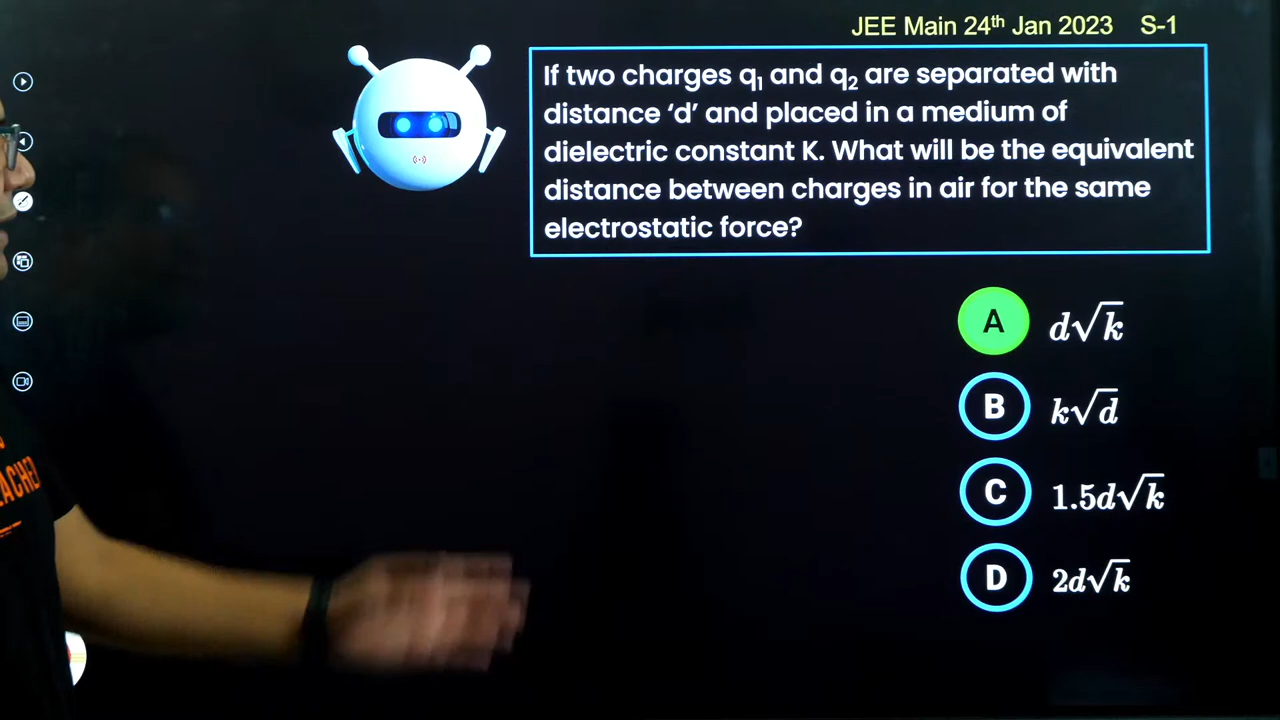 JEE Main 24th Jan 2023 S-1
If two charges q₁ and q₂ are separated with
distance ‘d’ and placed in a medium of
dielectric constant K. What will be the equivalent
distance between charges in air for the same
electrostatic force?
A d√k
B k√d
C 1.5d√k
D 2d√k